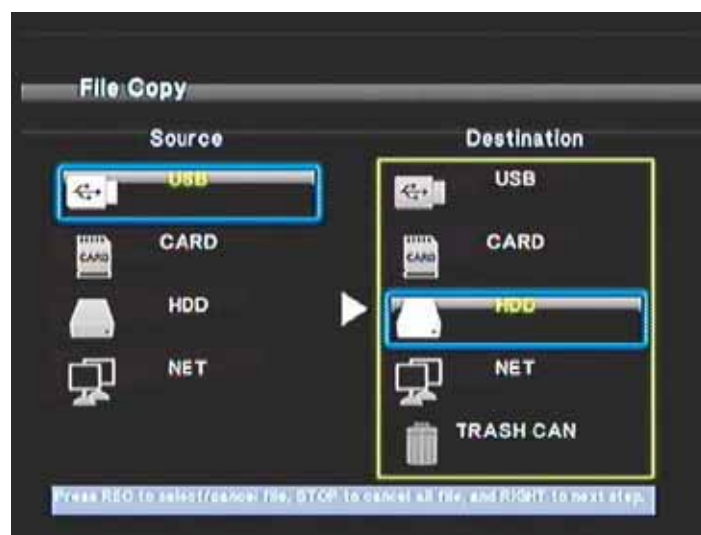 File Copy
Source
Destination
USB
CARD
HDD
NET
USB
CARD
HDD
NET
TRASH CAN
Press REC to select/cancel file, STOP to cancel all file, and RIGHT to next step.